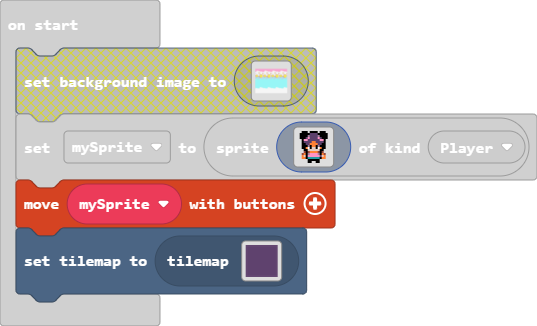 on start
set background image to
set mySprite to sprite of kind Player
move mySprite with buttons
set tilemap to tilemap